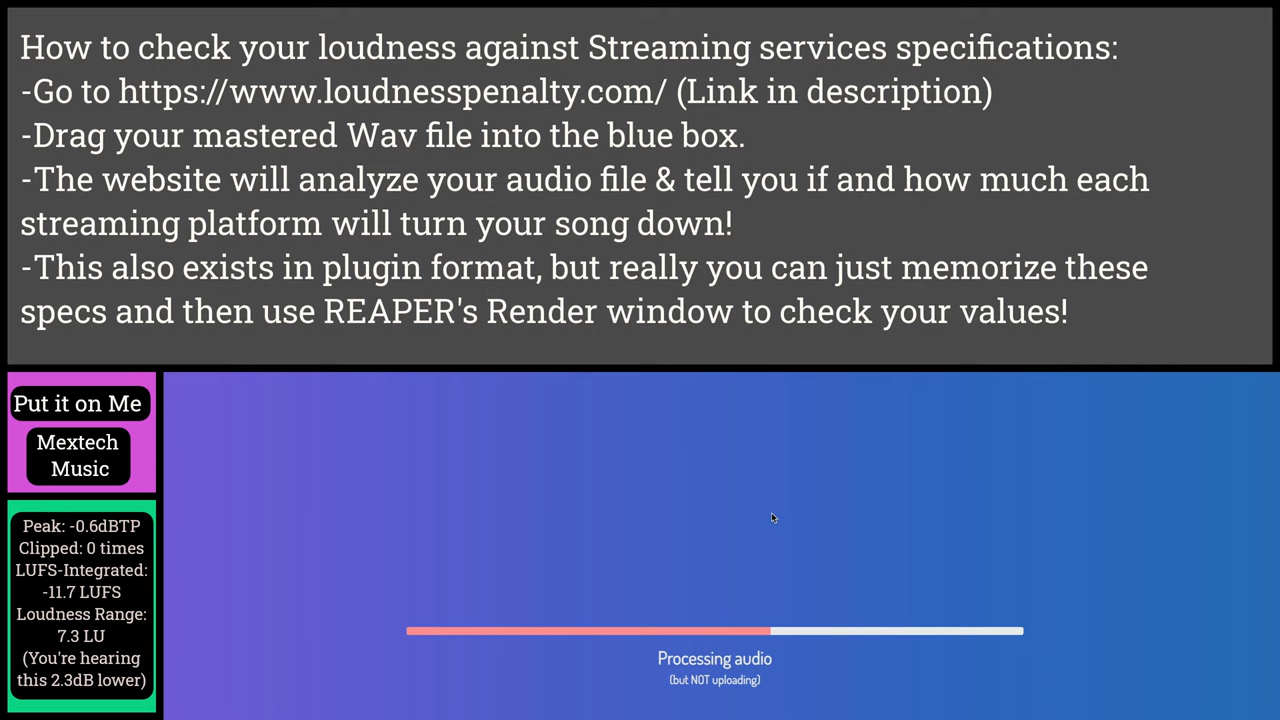 How to check your loudness against Streaming services specifications:
-Go to https://www.loudnesspenalty.com/ (Link in description)
-Drag your mastered Wav file into the blue box.
-The website will analyze your audio file & tell you if and how much each
streaming platform will turn your song down!
-This also exists in plugin format, but really you can just memorize these
specs and then use REAPER's Render window to check your values!
Put it on Me
Mextech
Music
Peak: -0.6dBTP
Clipped: 0 times
LUFS-Integrated:
-11.7 LUFS
Loudness Range:
7.3 LU
(You're hearing
this 2.3dB lower)
Processing audio
(but NOT uploading)